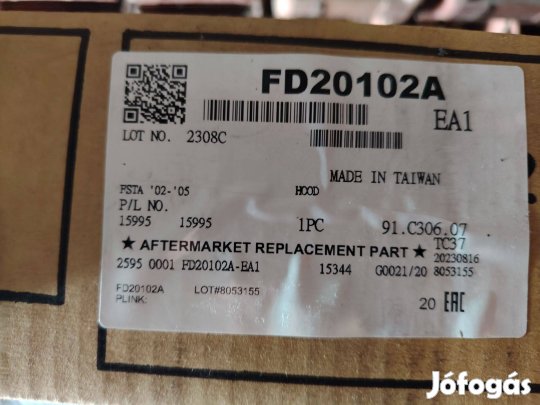 FD20102A
EA1
LOT NO. 2308C
MADE IN TAIWAN
FSTA '02-'05 HOOD
P/L NO.
15995 15995 1PC 91.C306.07
★ AFTERMARKET REPLACEMENT PART ★ TC37
20230816
2595 0001 FD20102A-EA1 15344 G0021/20 8053155
FD20102A LOT#8053155
PLINK: 20 EAC
Jófogás